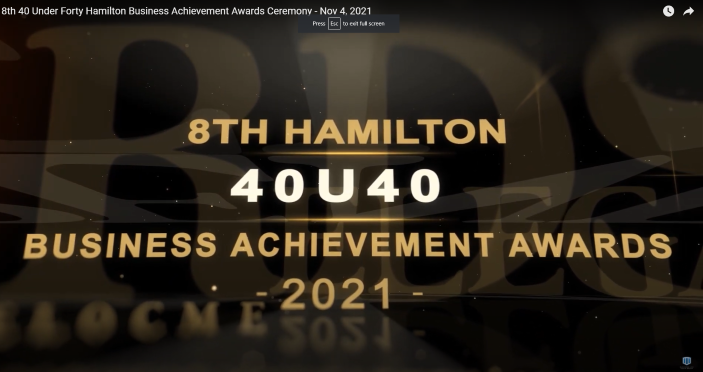 8th 40 Under Forty Hamilton Business Achievement Awards Ceremony - Nov 4, 2021
Press Esc to exit full screen
8TH HAMILTON
40U40
BUSINESS ACHIEVEMENT AWARDS
- 2021 -